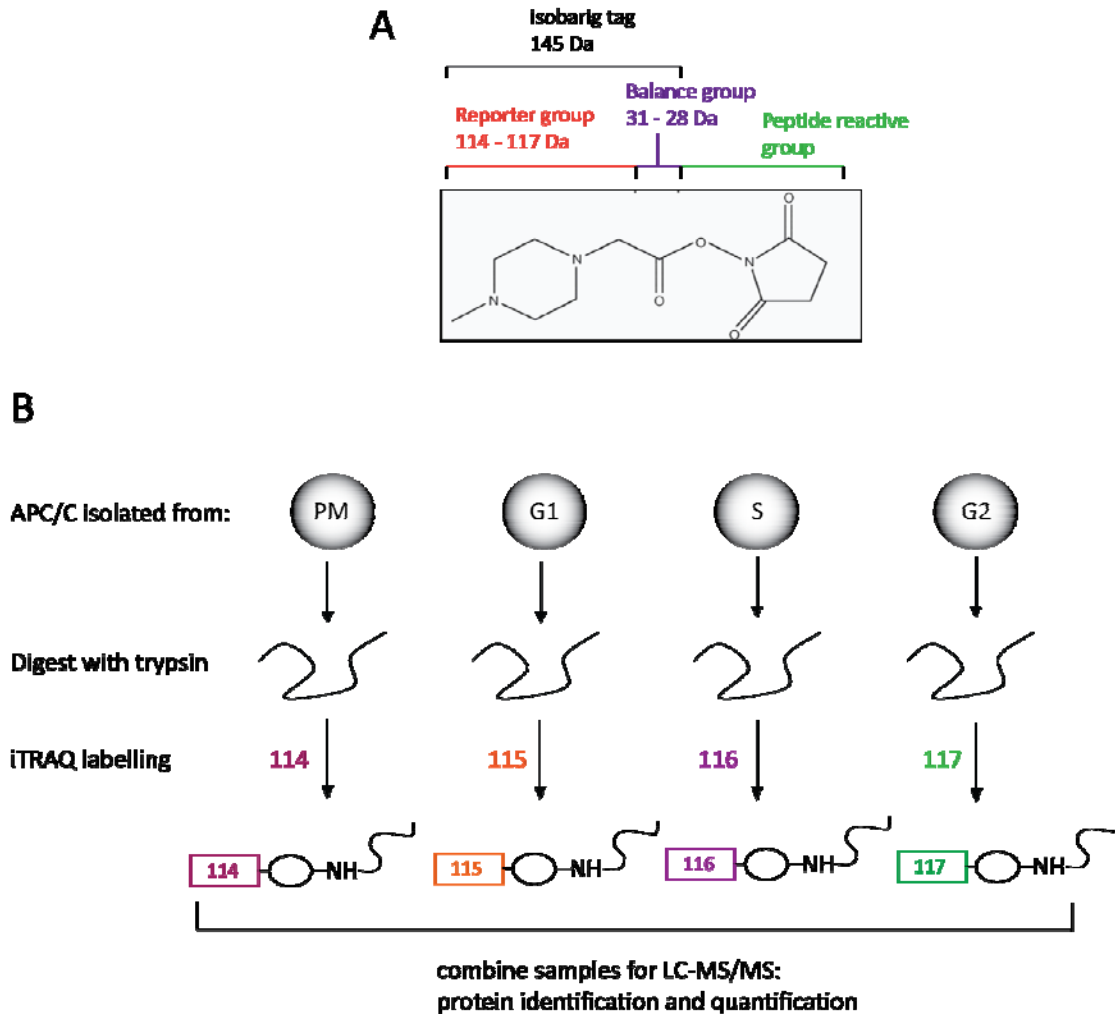 A
Isobarig tag
145 Da
Balance group
31 - 28 Da
Reporter group
114 - 117 Da
Peptide reactive
group
O
N
O
N
N
O
O
B
APC/C isolated from:
PM
G1
S
G2
Digest with trypsin
iTRAQ labelling
114
115
116
117
114
NH
115
NH
116
NH
117
NH
combine samples for LC-MS/MS:
protein identification and quantification